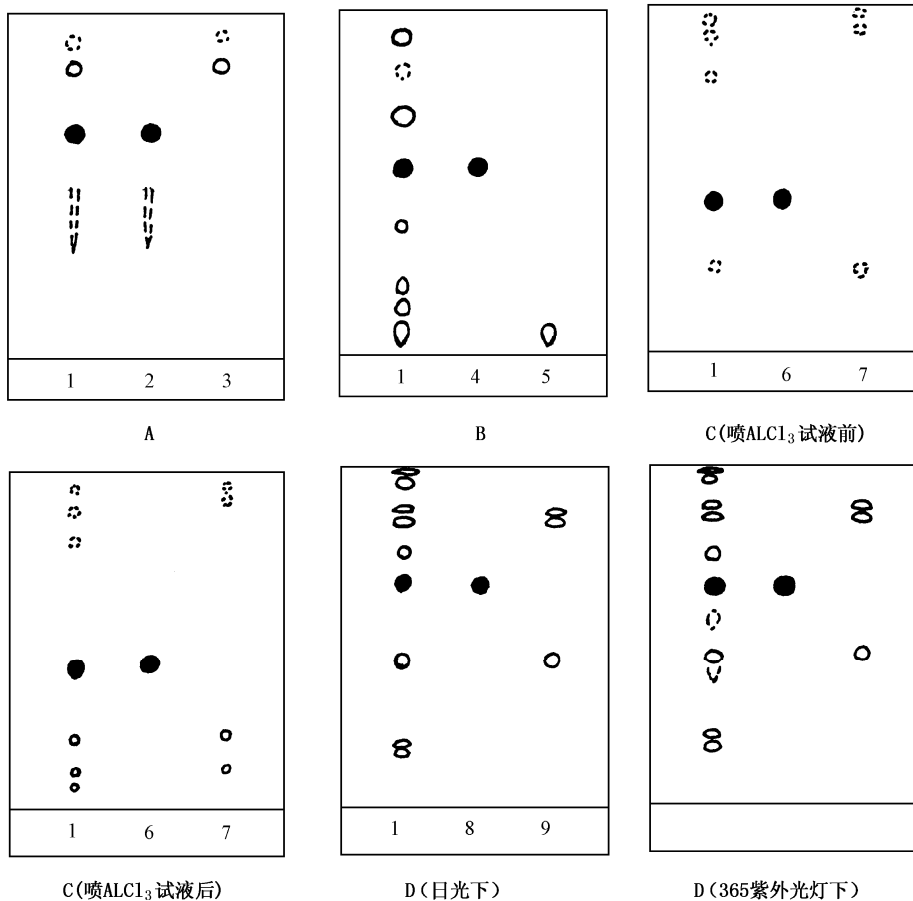 1 2 3
1 4 5
1 6 7
A
B
C(喷ALCl₃试液前)
1 6 7
1 8 9
C(喷ALCl₃试液后)
D(日光下)
D(365紫外光灯下)